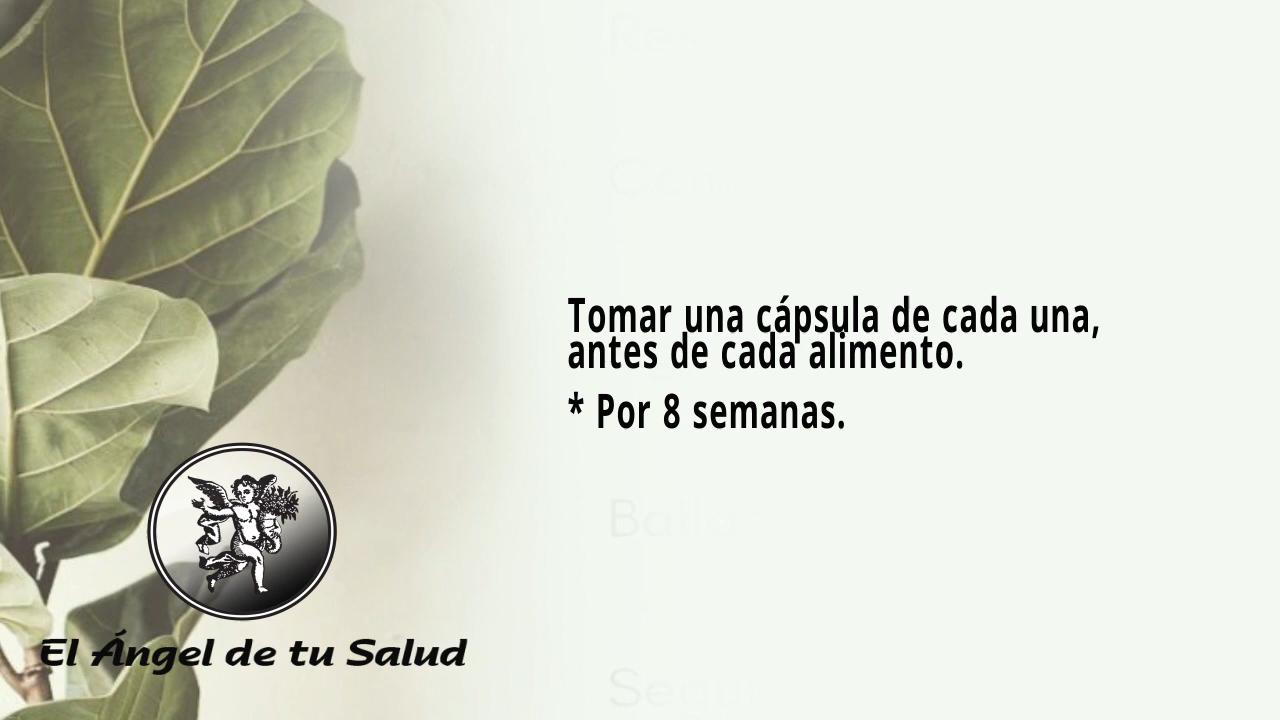 Tomar una cápsula de cada una,
antes de cada alimento.
* Por 8 semanas.
El Ángel de tu Salud